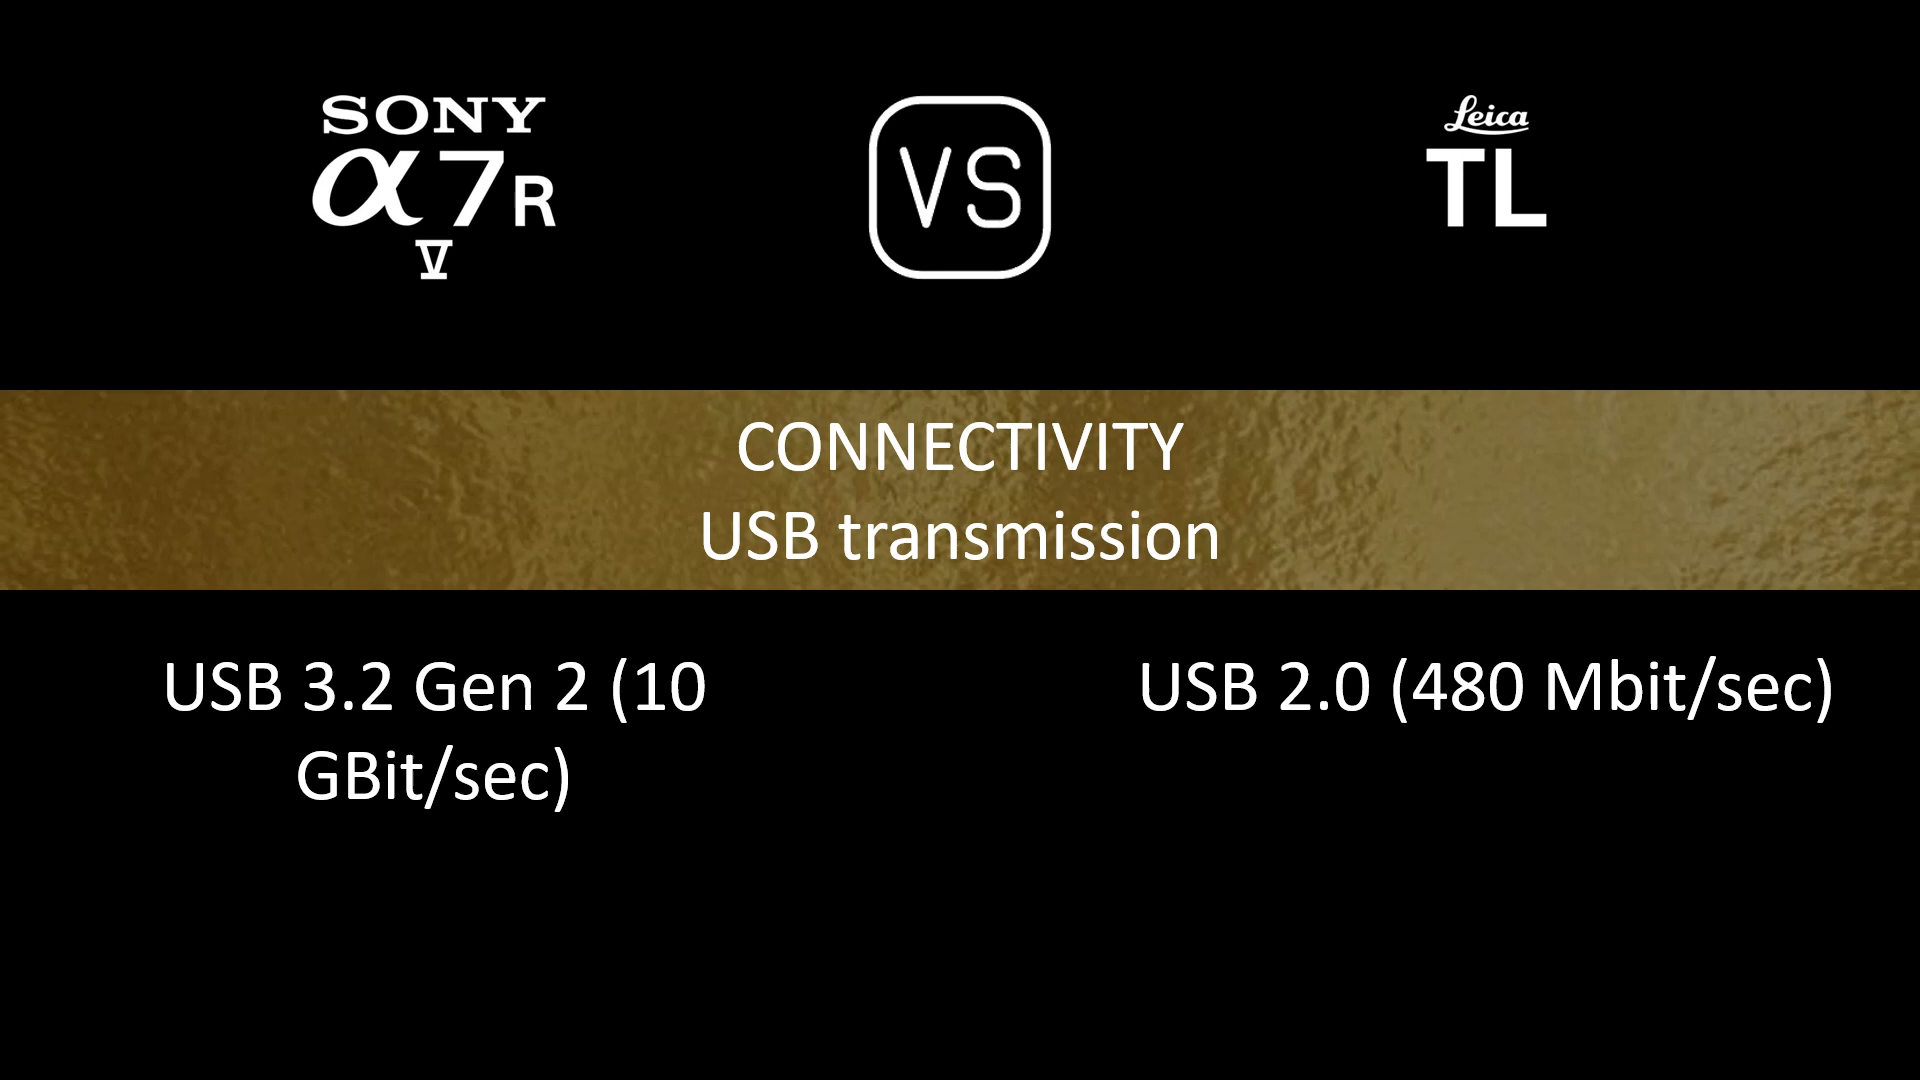 SONY
α7R
V
VS
Leica
TL
CONNECTIVITY
USB transmission
USB 3.2 Gen 2 (10
GBit/sec)
USB 2.0 (480 Mbit/sec)